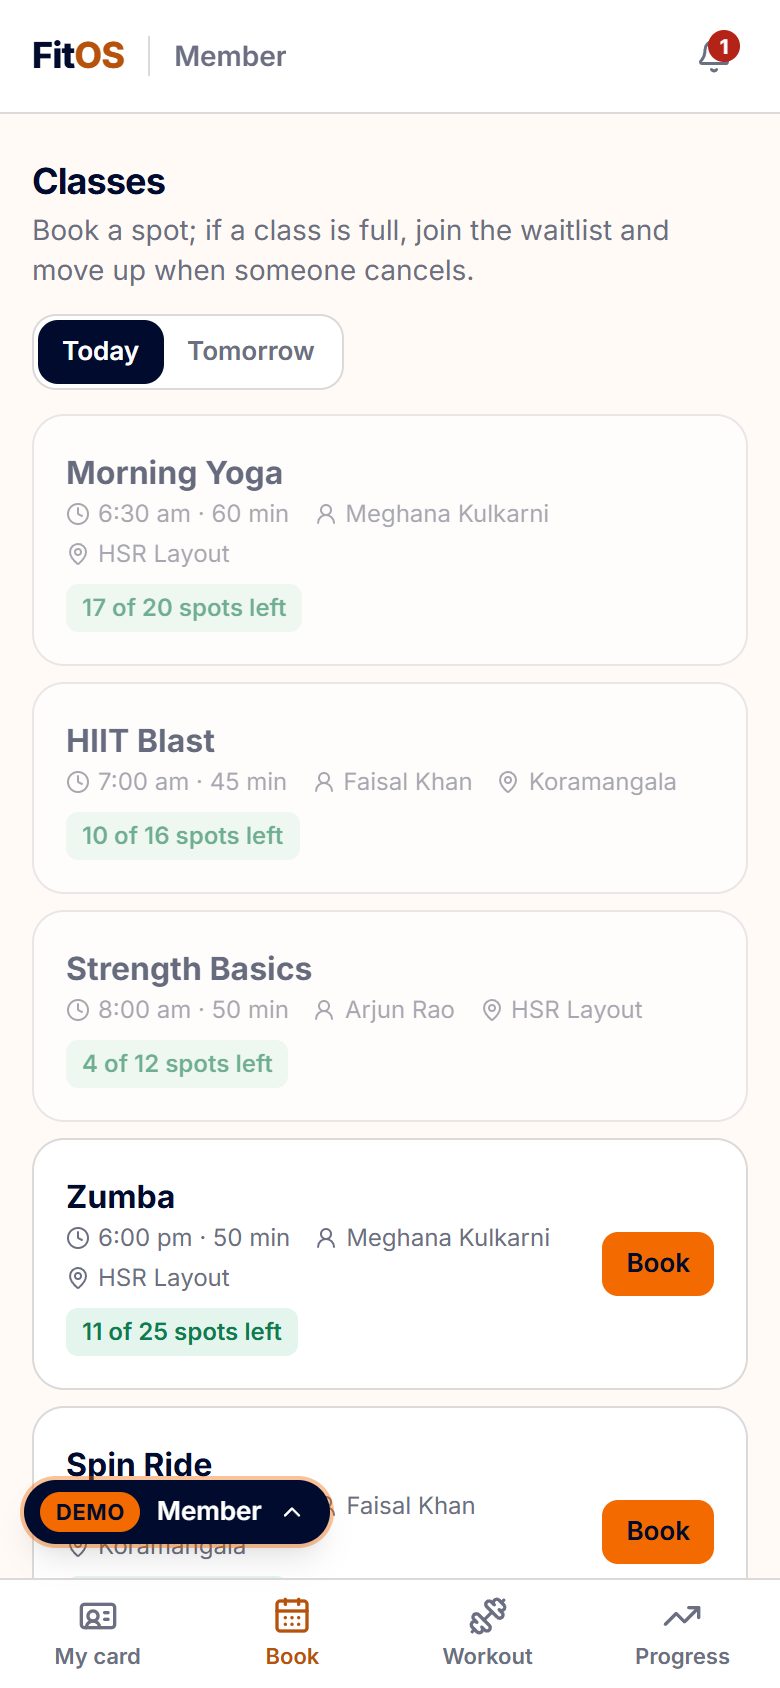 FitOS Member 1
Classes
Book a spot; if a class is full, join the waitlist and
move up when someone cancels.
Today Tomorrow
Morning Yoga
6:30 am · 60 min Meghana Kulkarni
HSR Layout
17 of 20 spots left
HIIT Blast
7:00 am · 45 min Faisal Khan Koramangala
10 of 16 spots left
Strength Basics
8:00 am · 50 min Arjun Rao HSR Layout
4 of 12 spots left
Zumba
6:00 pm · 50 min Meghana Kulkarni
HSR Layout
Book
11 of 25 spots left
Spin Ride
Faisal Khan
DEMO Member
Koramangala
Book
My card Book Workout Progress